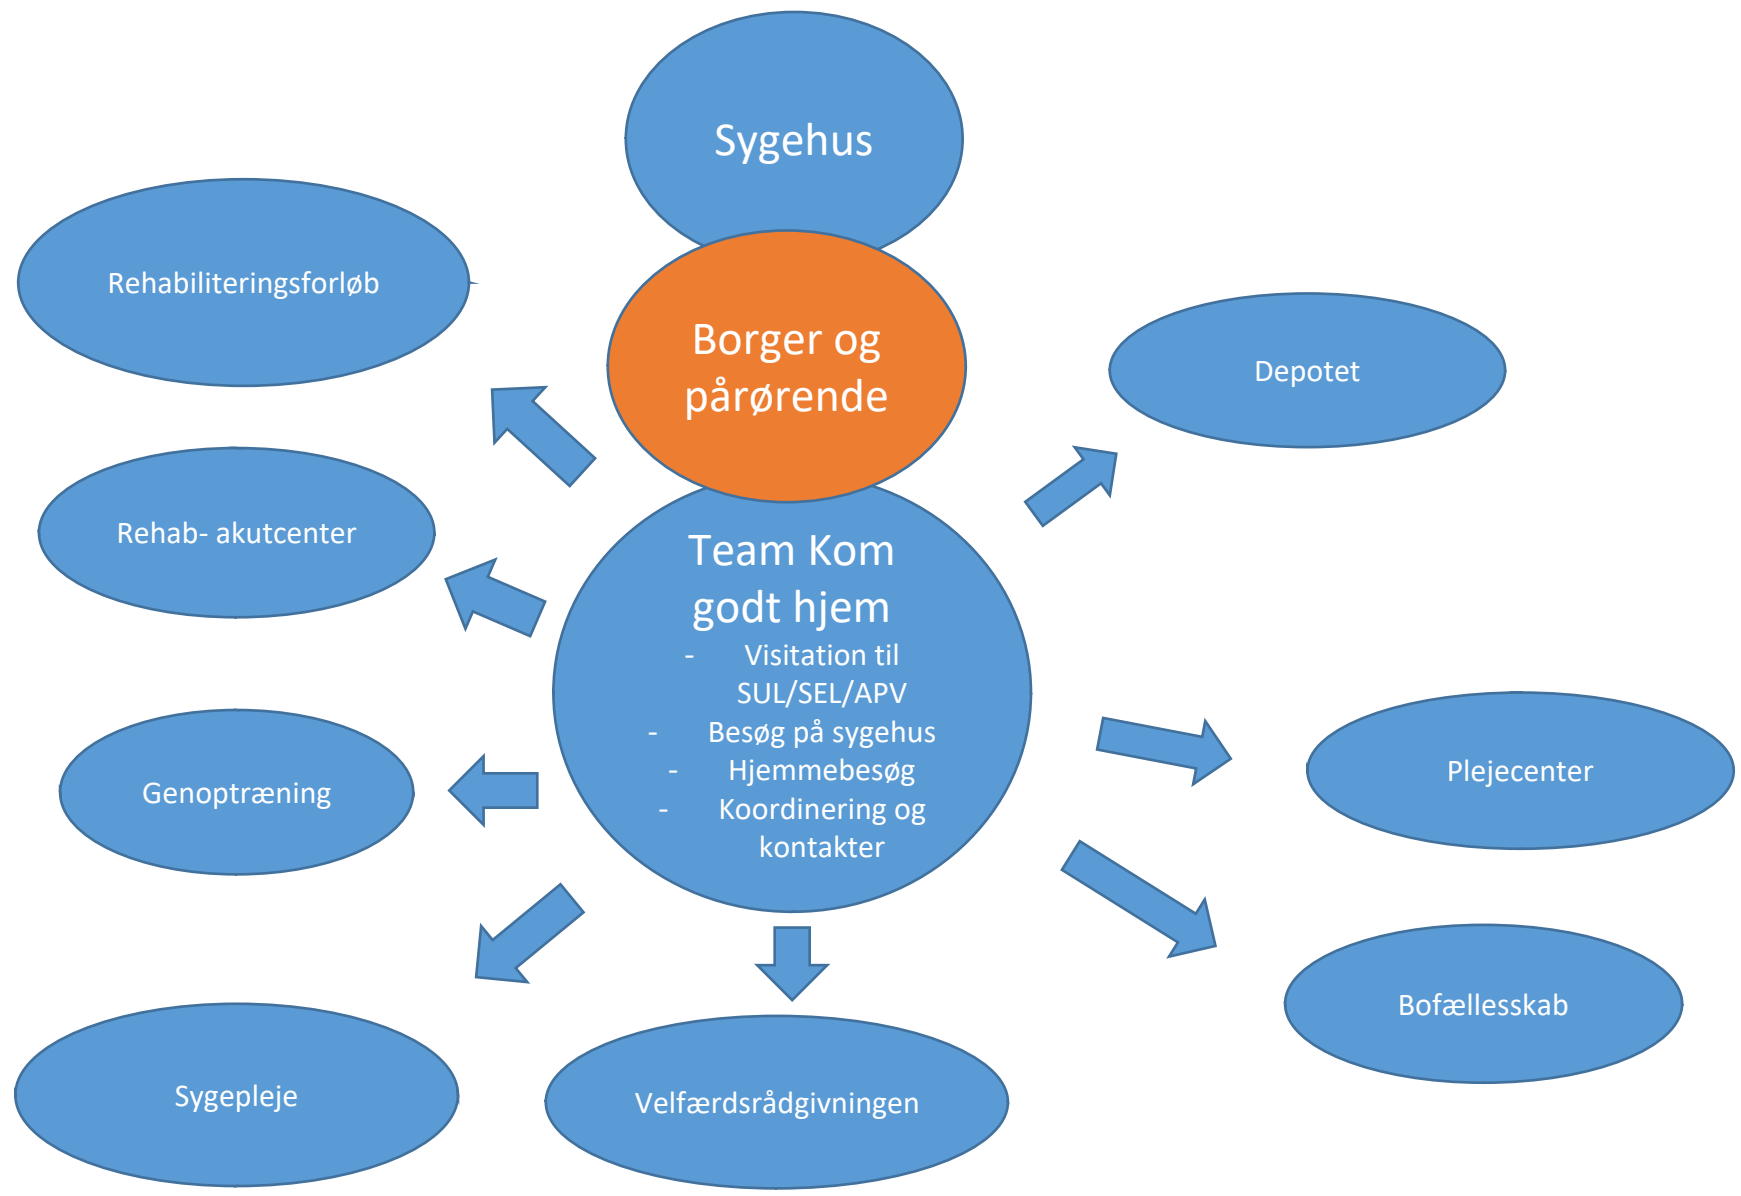 Sygehus
Rehabiliteringsforløb
Borger og
pårørende
Depotet
Rehab- akutcenter
Team Kom
godt hjem
- Visitation til
SUL/SEL/APV
- Besøg på sygehus
- Hjemmebesøg
- Koordinering og
kontakter
Genoptræning
Plejecenter
Bofællesskab
Sygepleje
Velfærdsrådgivningen